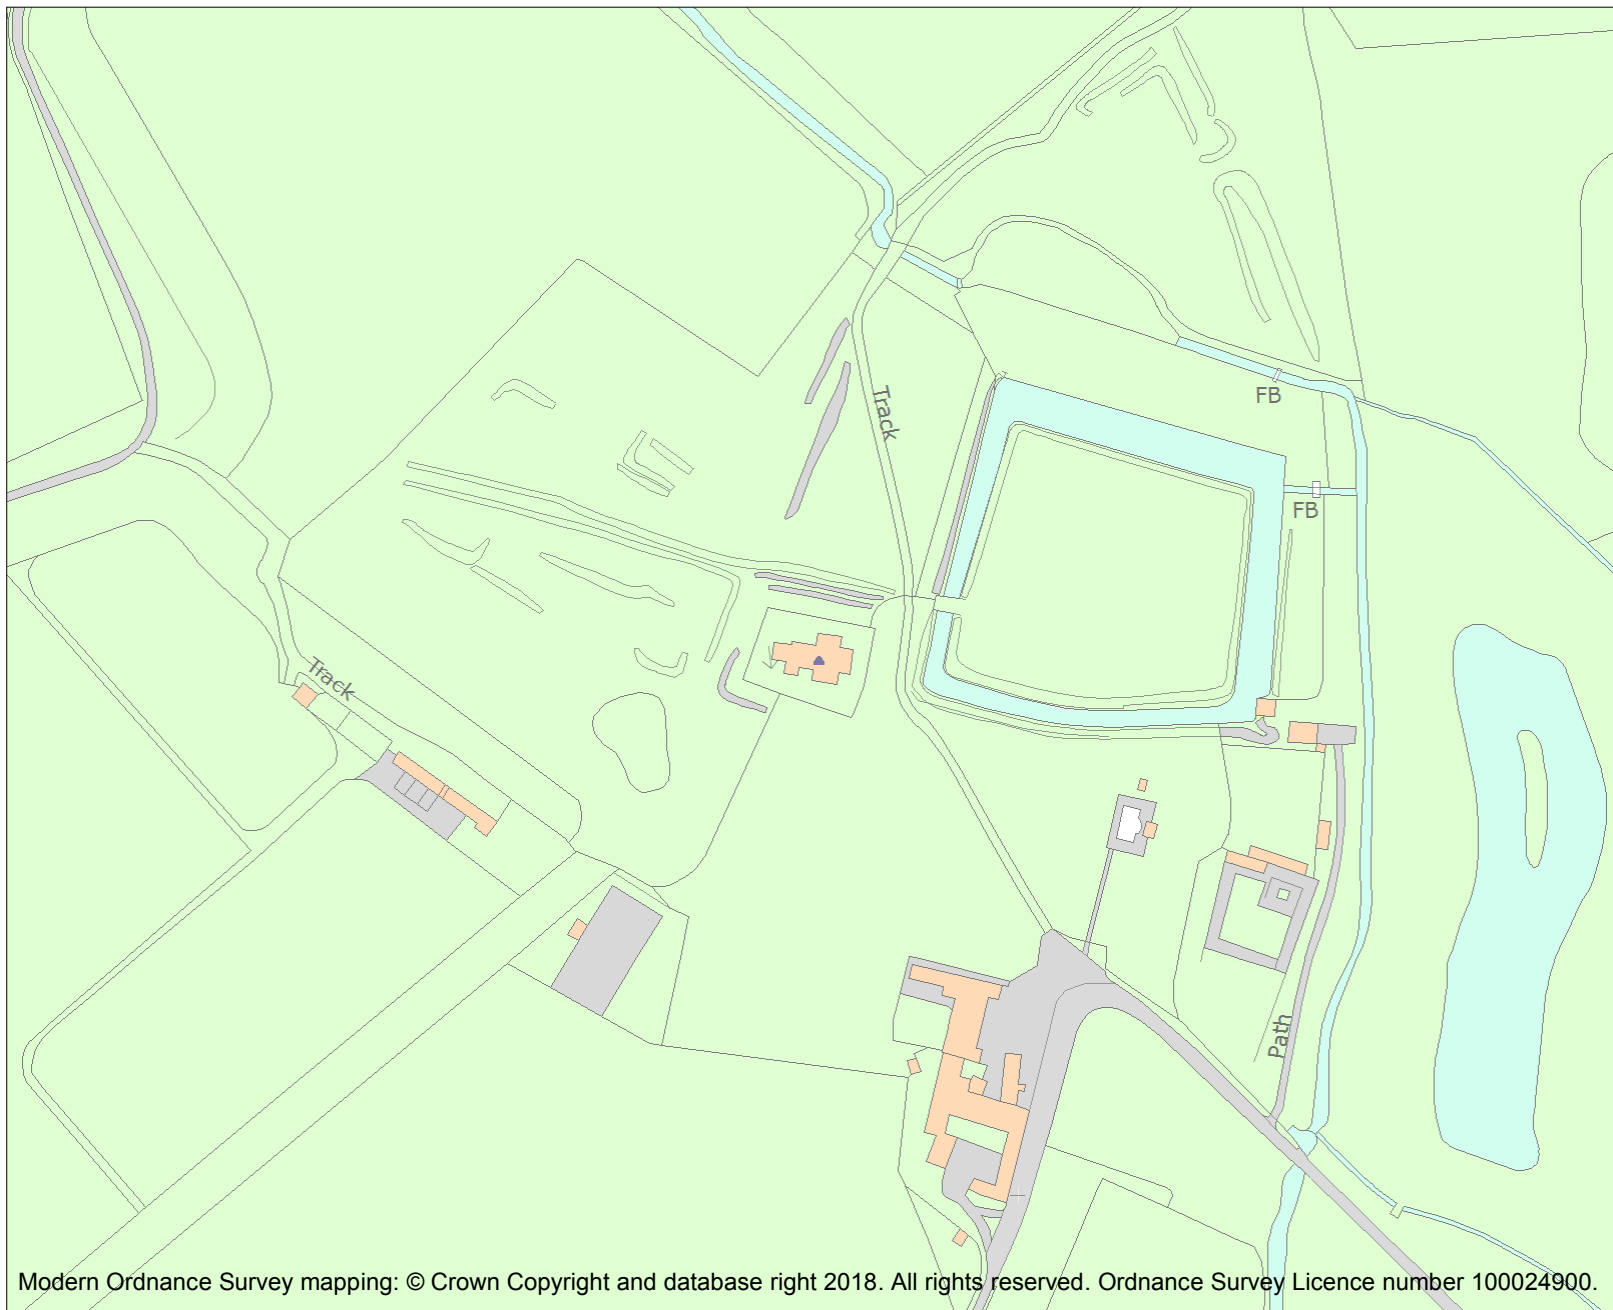 Track
FB
FB
Track
Path
Modern Ordnance Survey mapping: © Crown Copyright and database right 2018. All rights reserved. Ordnance Survey Licence number 100024900.